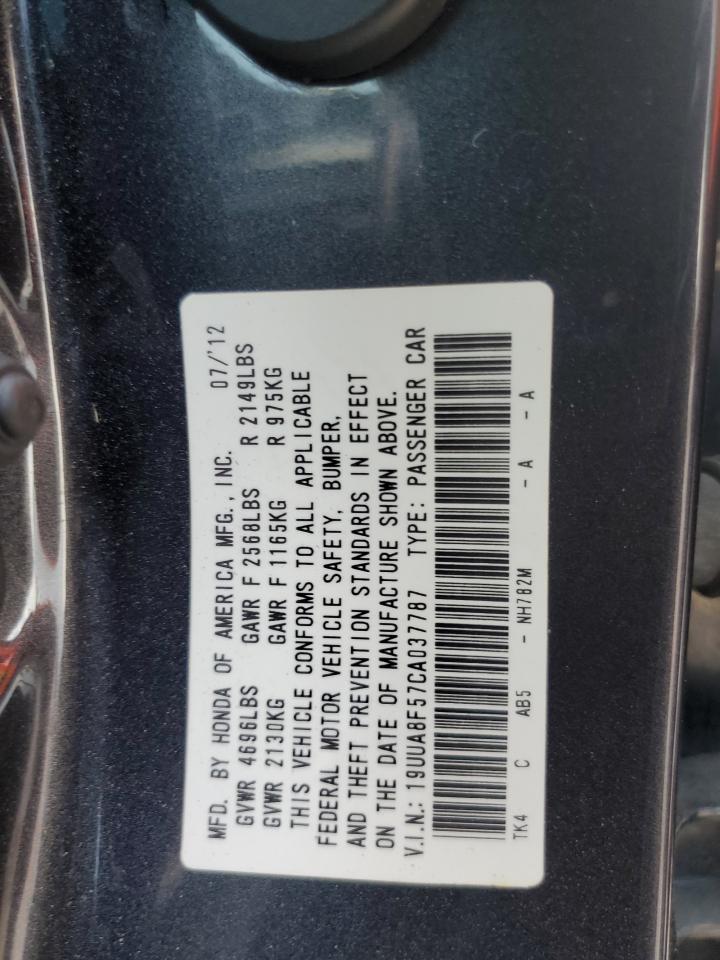 MFD. BY HONDA OF AMERICA MFG., INC. 07/'12
GVWR 4696LBS GAWR F 2568LBS R 2149LBS
GVWR 2130KG GAWR F 1165KG R 975KG
THIS VEHICLE CONFORMS TO ALL APPLICABLE
FEDERAL MOTOR VEHICLE SAFETY, BUMPER,
AND THEFT PREVENTION STANDARDS IN EFFECT
ON THE DATE OF MANUFACTURE SHOWN ABOVE.
V.I.N.: 19UUA8F57CA037787 TYPE: PASSENGER CAR
TK4 C AB5 - NH782M - A - A